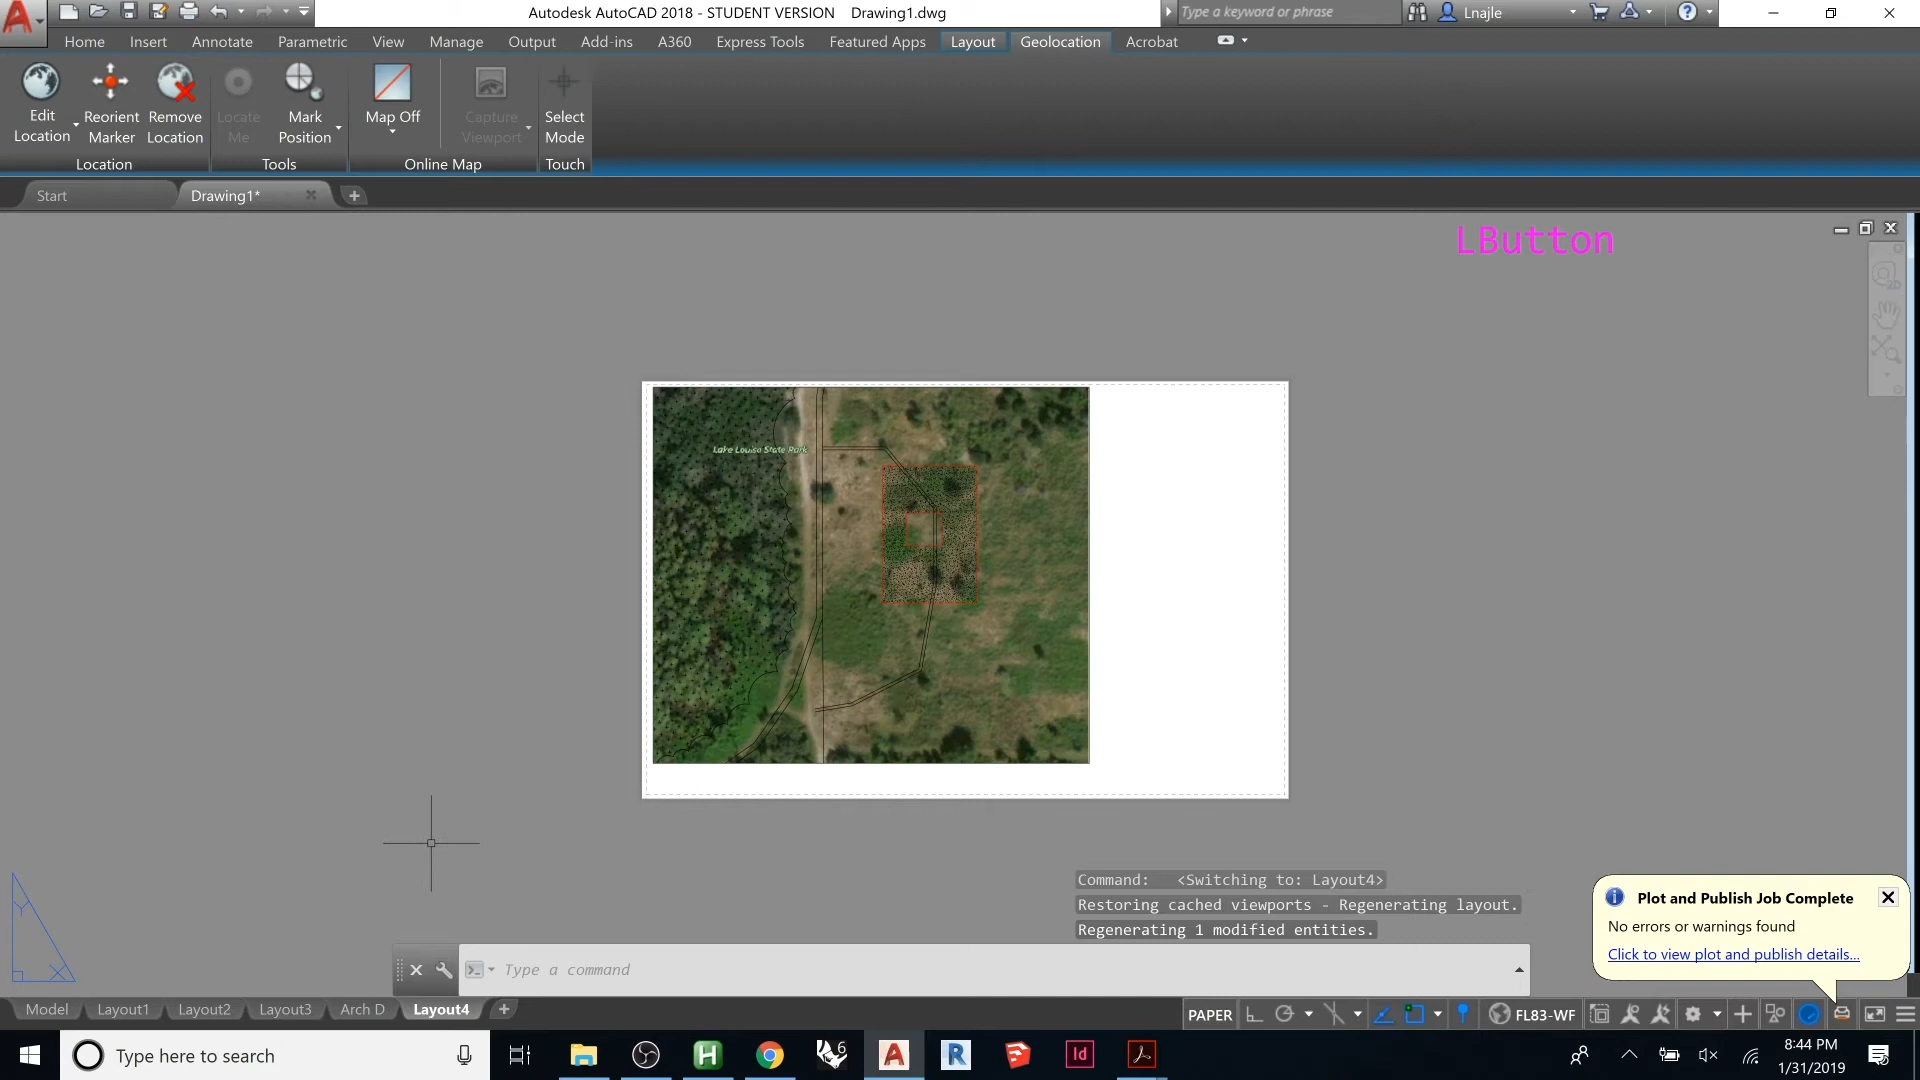 Autodesk AutoCAD 2018 - STUDENT VERSION Drawing1.dwg
Type a keyword or phrase
Lnajle
Home Insert Annotate Parametric View Manage Output Add-ins A360 Express Tools Featured Apps Layout Geolocation Acrobat
Edit Location
Reorient Marker
Remove Location
Locate Me
Mark Position
Map Off
Capture Viewport
Select Mode
Location Tools Online Map Touch
Start Drawing1*
LButton
2D
Lake Louisa State Park
Y
X
Command: <Switching to: Layout4>
Restoring cached viewports - Regenerating layout.
Regenerating 1 modified entities.
Type a command
Plot and Publish Job Complete
No errors or warnings found
Click to view plot and publish details...
Model Layout1 Layout2 Layout3 Arch D Layout4
PAPER
FL83-WF
Type here to search
H
6
A
R
Id
8:44 PM
1/31/2019